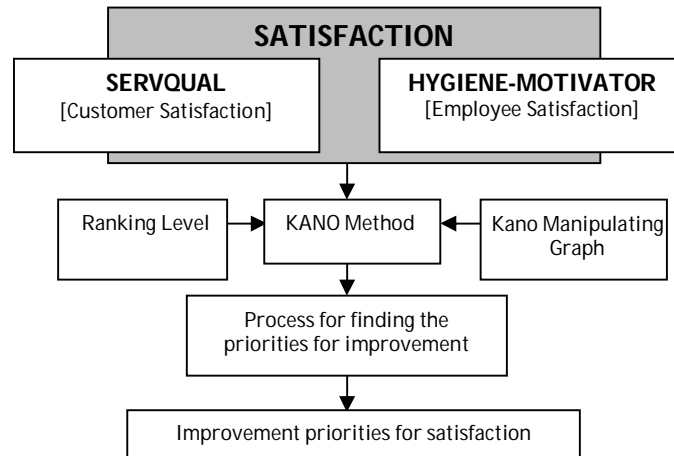 SATISFACTION
SERVQUAL
[Customer Satisfaction]
HYGIENE-MOTIVATOR
[Employee Satisfaction]
Ranking Level
KANO Method
Kano Manipulating
Graph
Process for finding the
priorities for improvement
Improvement priorities for satisfaction